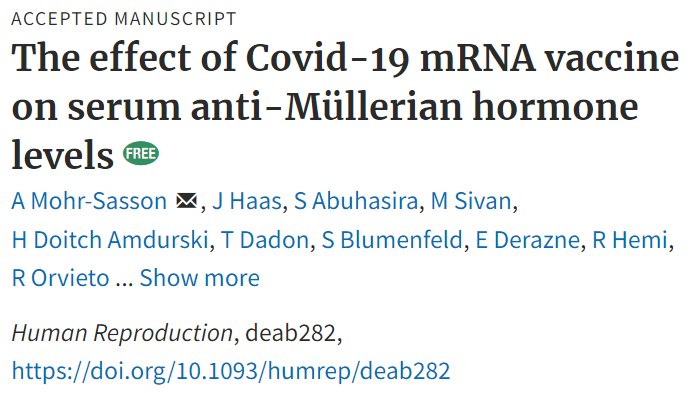 ACCEPTED MANUSCRIPT
The effect of Covid-19 mRNA vaccine
on serum anti-Müllerian hormone
levels FREE
A Mohr-Sasson, J Haas, S Abuhasira, M Sivan,
H Doitch Amdurski, T Dadon, S Blumenfeld, E Derazne, R Hemi,
R Orvieto ... Show more
Human Reproduction, deab282,
https://doi.org/10.1093/humrep/deab282